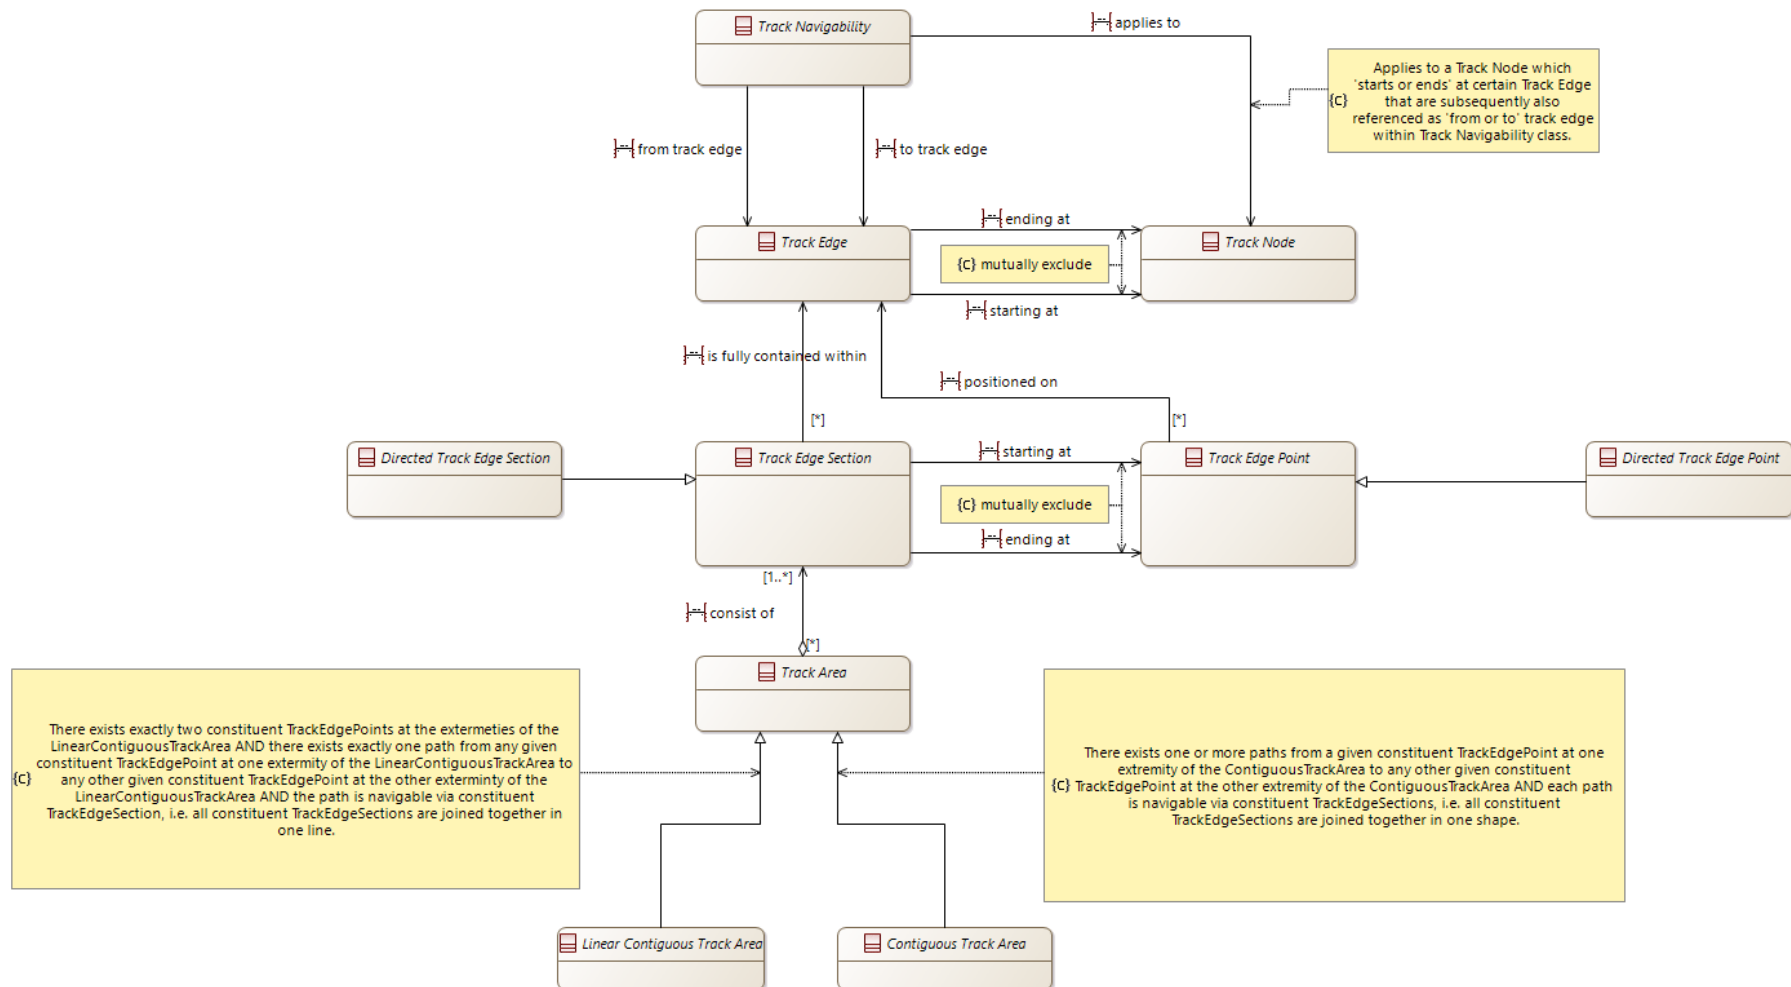 Track Navigability
applies to
Applies to a Track Node which
'starts or ends' at certain Track Edge
{C} that are subsequently also
referenced as 'from or to' track edge
within Track Navigability class.
from track edge
to track edge
ending at
Track Edge
Track Node
{C} mutually exclude
starting at
is fully contained within
positioned on
[*]
[*]
Directed Track Edge Section
Track Edge Section
starting at
Track Edge Point
Directed Track Edge Point
{C} mutually exclude
ending at
[1..*]
consist of
[*]
Track Area
There exists exactly two constituent TrackEdgePoints at the extermeties of the
LinearContiguousTrackArea AND there exists exactly one path from any given
constituent TrackEdgePoint at one extermity of the LinearContiguousTrackArea to
{C} any other given constituent TrackEdgePoint at the other exterminty of the
LinearContiguousTrackArea AND the path is navigable via constituent
TrackEdgeSection, i.e. all constituent TrackEdgeSections are joined together in
one line.
There exists one or more paths from a given constituent TrackEdgePoint at one
extremity of the ContiguousTrackArea to any other given constituent
{C} TrackEdgePoint at the other extremity of the ContiguousTrackArea AND each path
is navigable via constituent TrackEdgeSections, i.e. all constituent
TrackEdgeSections are joined together in one shape.
Linear Contiguous Track Area
Contiguous Track Area